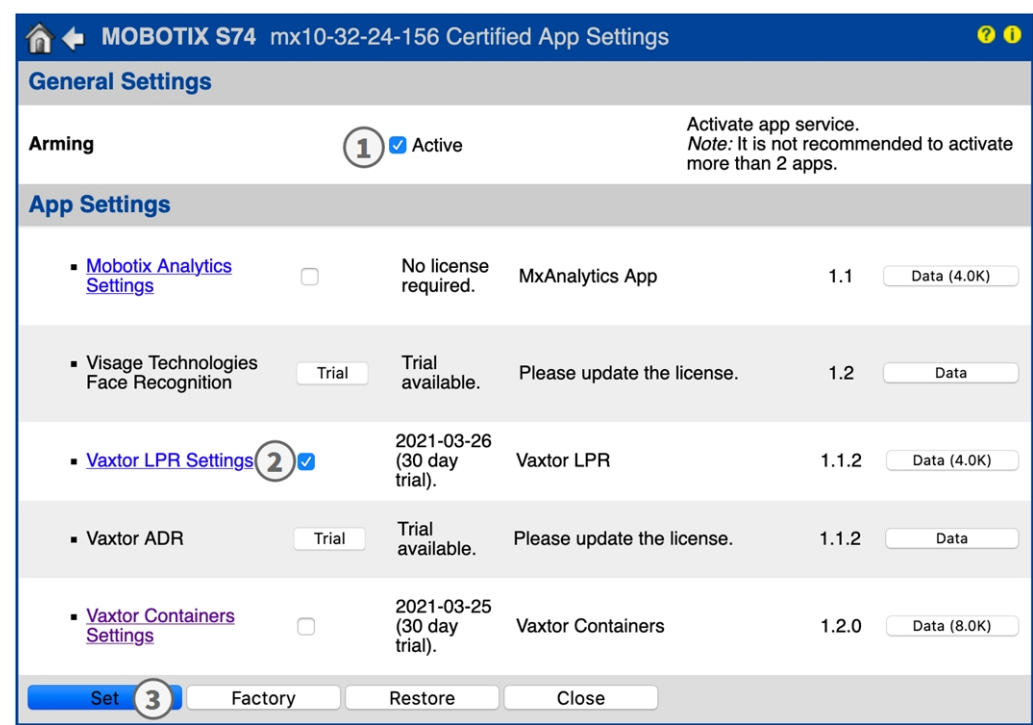 MOBOTIX S74 mx10-32-24-156 Certified App Settings ? i
General Settings
Arming 1 Active Activate app service.
Note: It is not recommended to activate
more than 2 apps.
App Settings
Mobotix Analytics
Settings No license
required. MxAnalytics App 1.1 Data (4.0K)
Visage Technologies
Face Recognition Trial Trial
available. Please update the license. 1.2 Data
Vaxtor LPR Settings 2 2021-03-26
(30 day
trial). Vaxtor LPR 1.1.2 Data (4.0K)
Vaxtor ADR Trial Trial
available. Please update the license. 1.1.2 Data
Vaxtor Containers
Settings 2021-03-25
(30 day
trial). Vaxtor Containers 1.2.0 Data (8.0K)
Set 3 Factory Restore Close